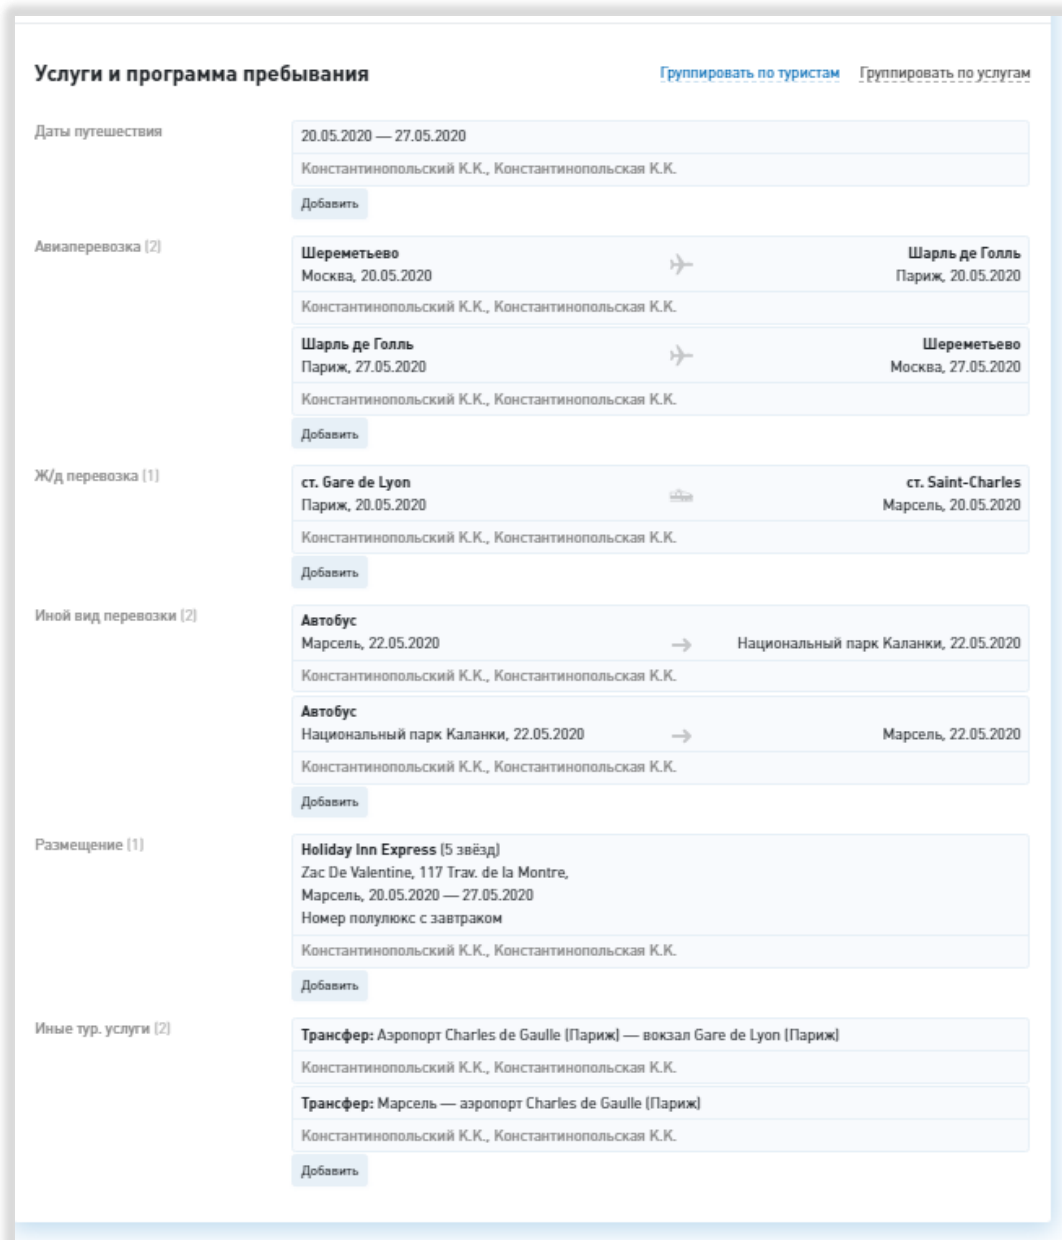 Услуги и программа пребывания
Группировать по туристам Группировать по услугам
Даты путешествия
20.05.2020 — 27.05.2020
Константинопольский К.К., Константинопольская К.К.
Добавить
Авиаперевозка (2)
Шереметьево Шарль де Голль
Москва, 20.05.2020 Париж, 20.05.2020
Константинопольский К.К., Константинопольская К.К.
Шарль де Голль Шереметьево
Париж, 27.05.2020 Москва, 27.05.2020
Константинопольский К.К., Константинопольская К.К.
Добавить
Ж/д перевозка (1)
ст. Gare de Lyon ст. Saint-Charles
Париж, 20.05.2020 Марсель, 20.05.2020
Константинопольский К.К., Константинопольская К.К.
Добавить
Иной вид перевозки (2)
Автобус
Марсель, 22.05.2020 → Национальный парк Каланки, 22.05.2020
Константинопольский К.К., Константинопольская К.К.
Автобус
Национальный парк Каланки, 22.05.2020 → Марсель, 22.05.2020
Константинопольский К.К., Константинопольская К.К.
Добавить
Размещение (1)
Holiday Inn Express (5 звёзд)
Zac De Valentine, 117 Trav. de la Montre,
Марсель, 20.05.2020 — 27.05.2020
Номер полулюкс с завтраком
Константинопольский К.К., Константинопольская К.К.
Добавить
Иные тур. услуги (2)
Трансфер: Аэропорт Charles de Gaulle (Париж) — вокзал Gare de Lyon (Париж)
Константинопольский К.К., Константинопольская К.К.
Трансфер: Марсель — аэропорт Charles de Gaulle (Париж)
Константинопольский К.К., Константинопольская К.К.
Добавить